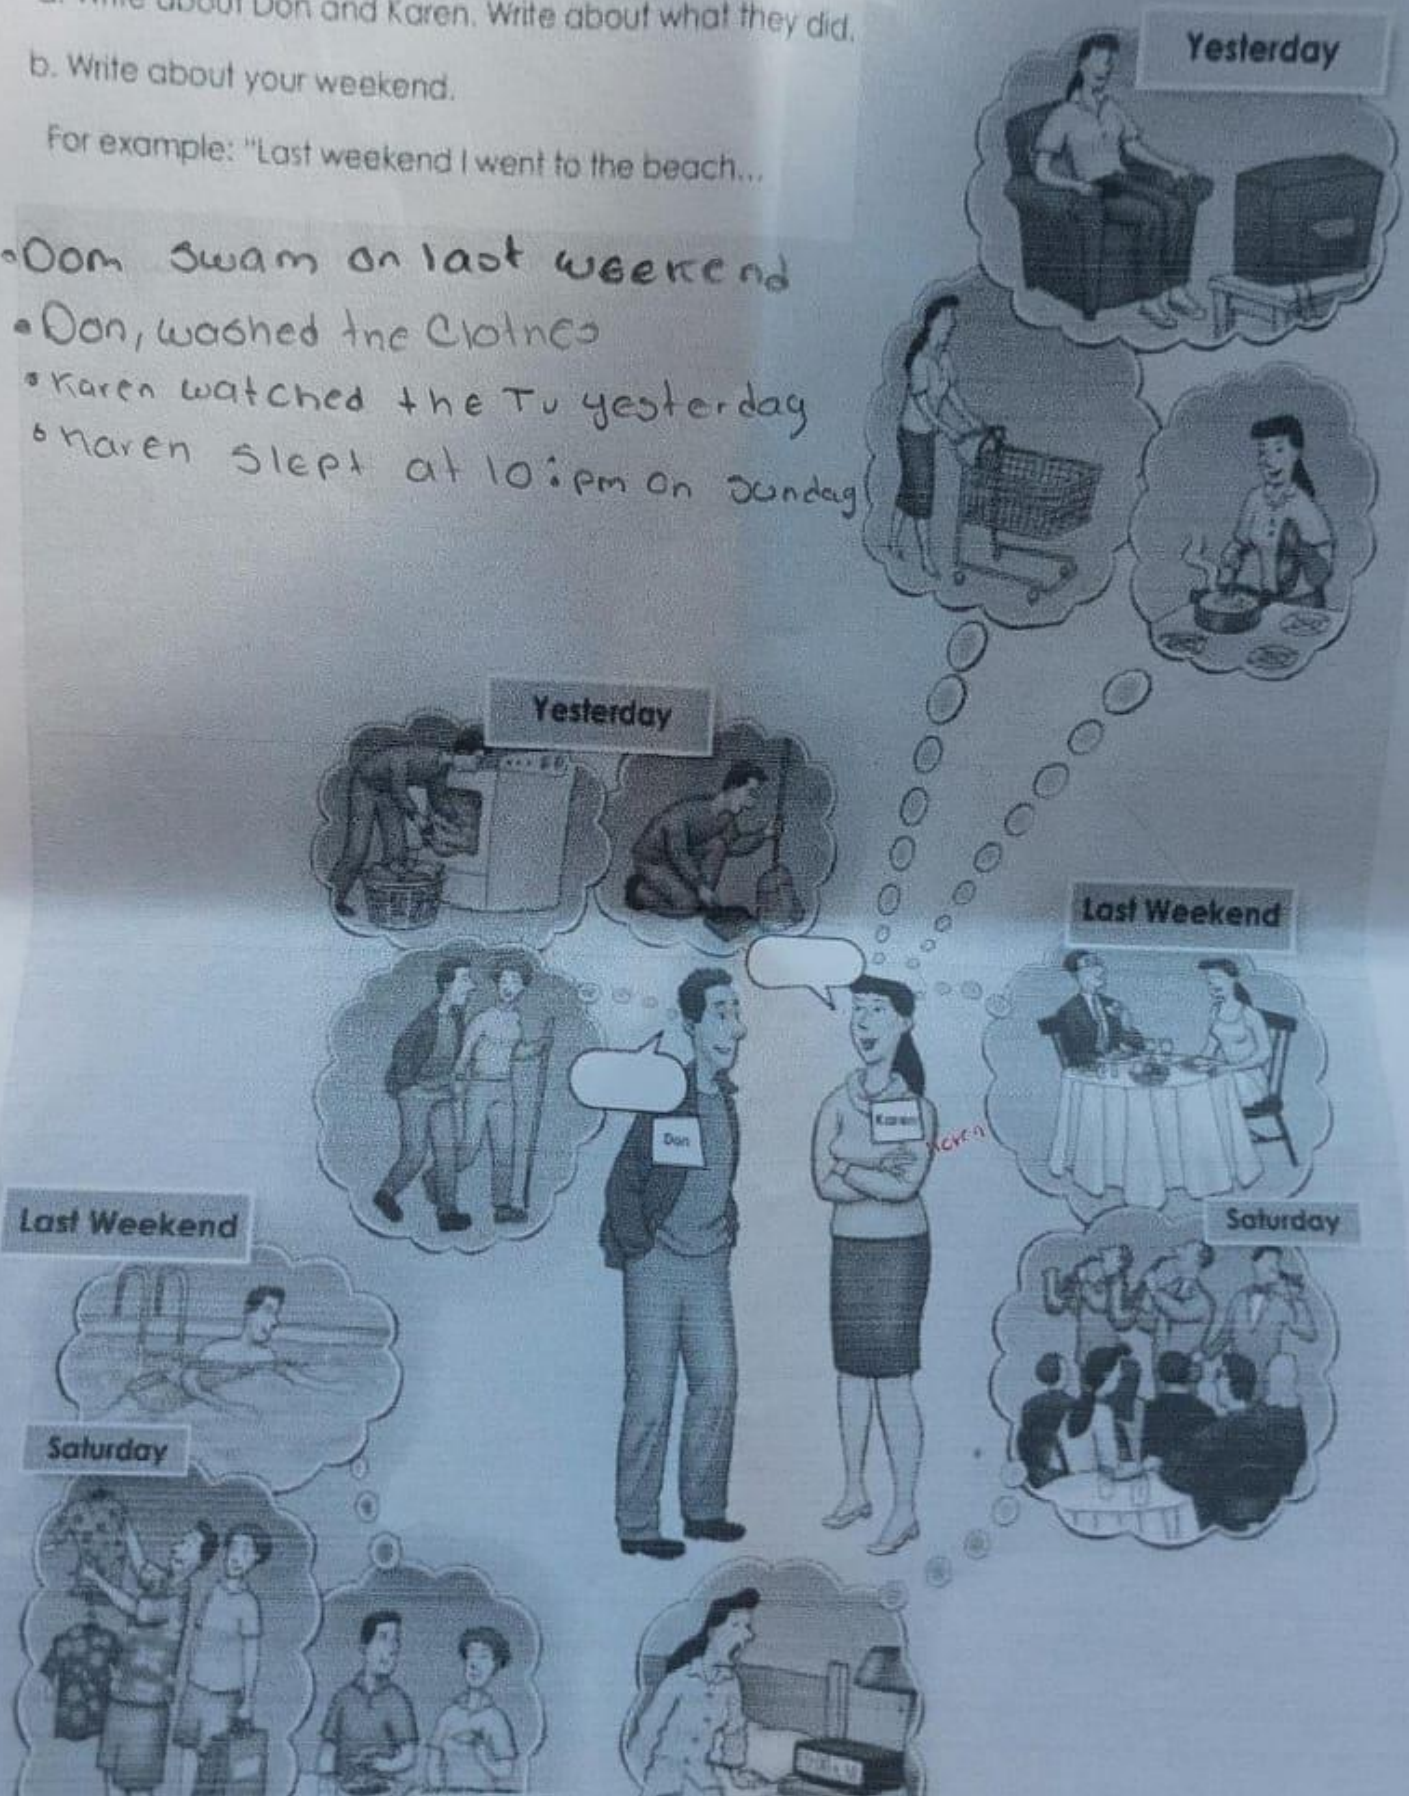 about Don and Karen. Write about what they did.
b. Write about your weekend.
For example: "Last weekend I went to the beach...
•Dom swam on last weekend
•Don, washed the Clothes
•Karen watched the TV yesterday
•Karen slept at 10:pm on sunday
Yesterday
Yesterday
Last Weekend
Don
Karen
Karen
Last Weekend
Saturday
Saturday